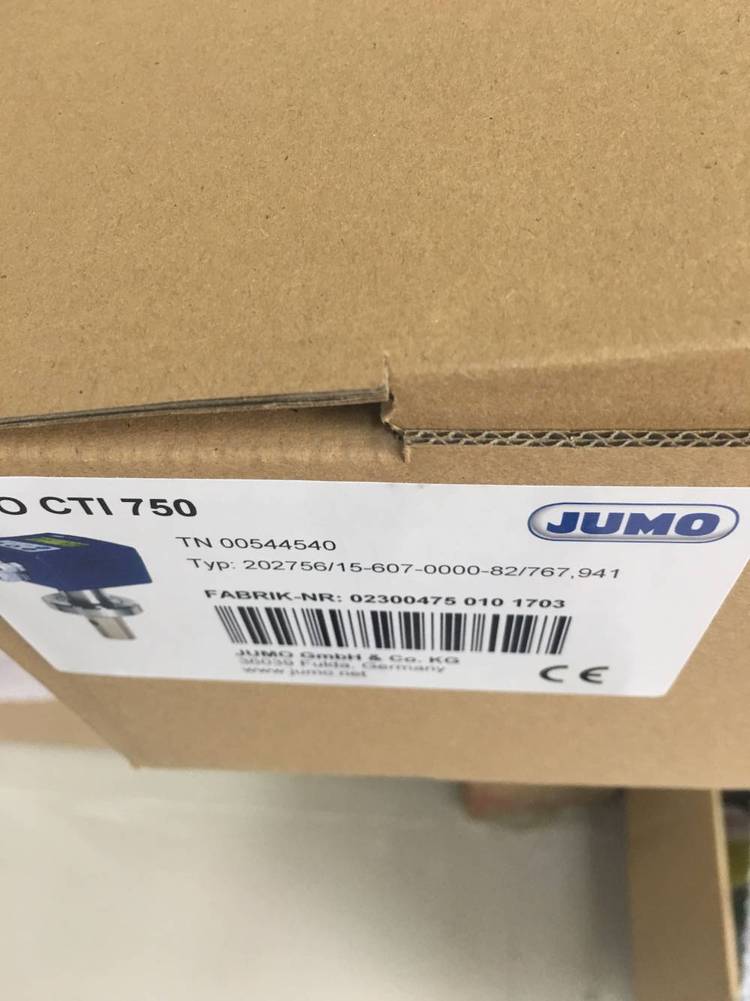 O CTI 750
JUMO
TN 00544540
Typ: 202756/15-607-0000-82/767,941
FABRIK-NR: 02300475 010 1703
JUMO GmbH & Co. KG
36039 Fulda, Germany
www.jumo.net
CE